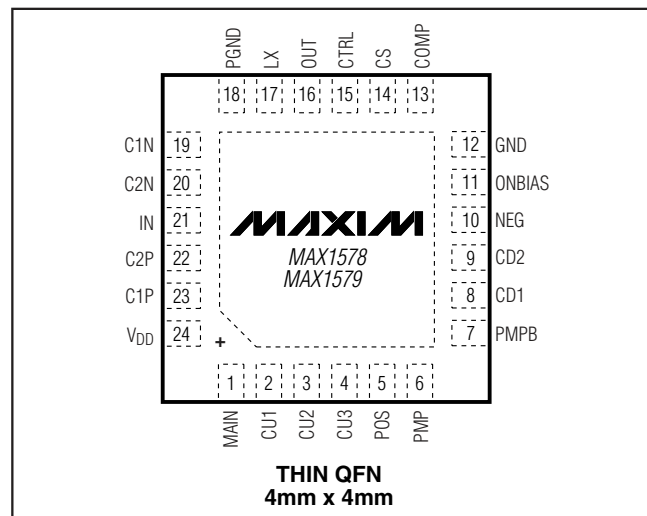 PGND LX OUT CTRL CS COMP
18 17 16 15 14 13
C1N 19 12 GND
C2N 20 11 ONBIAS
IN 21 MAXIM 10 NEG
C2P 22 MAX1578 9 CD2
MAX1579
C1P 23 8 CD1
VDD 24 + 7 PMPB
1 2 3 4 5 6
MAIN CU1 CU2 CU3 POS PMP
THIN QFN
4mm x 4mm